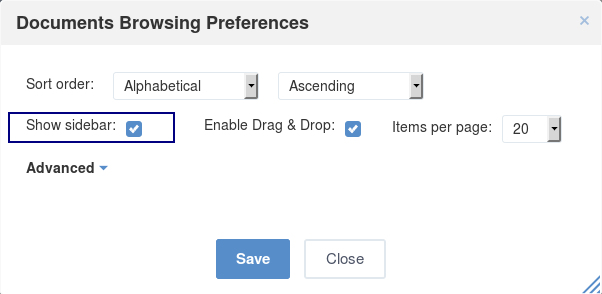 Documents Browsing Preferences ×
Sort order: Alphabetical Ascending
Show sidebar: Enable Drag & Drop: Items per page: 20
Advanced
Save Close